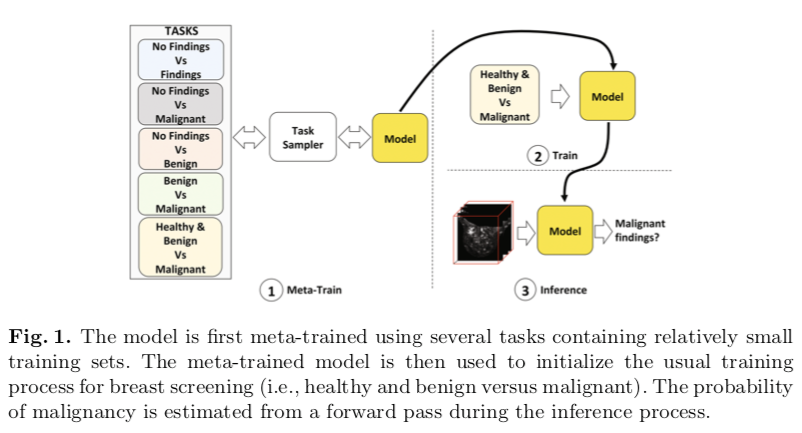 TASKS
No Findings
Vs
Findings
No Findings
Vs
Malignant
No Findings
Vs
Benign
Benign
Vs
Malignant
Healthy &
Benign
Vs
Malignant
Task
Sampler
Model
1 Meta-Train
Healthy &
Benign
Vs
Malignant
Model
2 Train
Model
Malignant
findings?
3 Inference
Fig. 1. The model is first meta-trained using several tasks containing relatively small
training sets. The meta-trained model is then used to initialize the usual training
process for breast screening (i.e., healthy and benign versus malignant). The probability
of malignancy is estimated from a forward pass during the inference process.